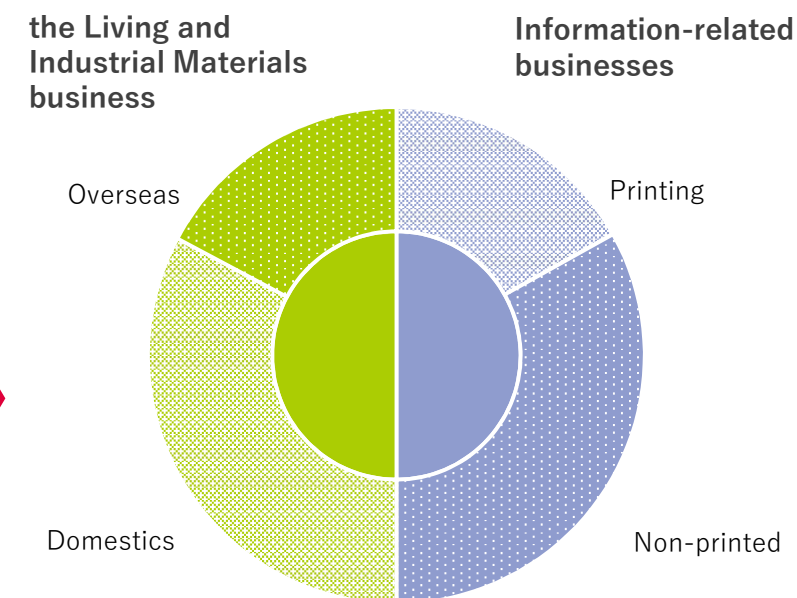 the Living and
Industrial Materials
business
Information-related
businesses
Overseas
Printing
Domestics
Non-printed